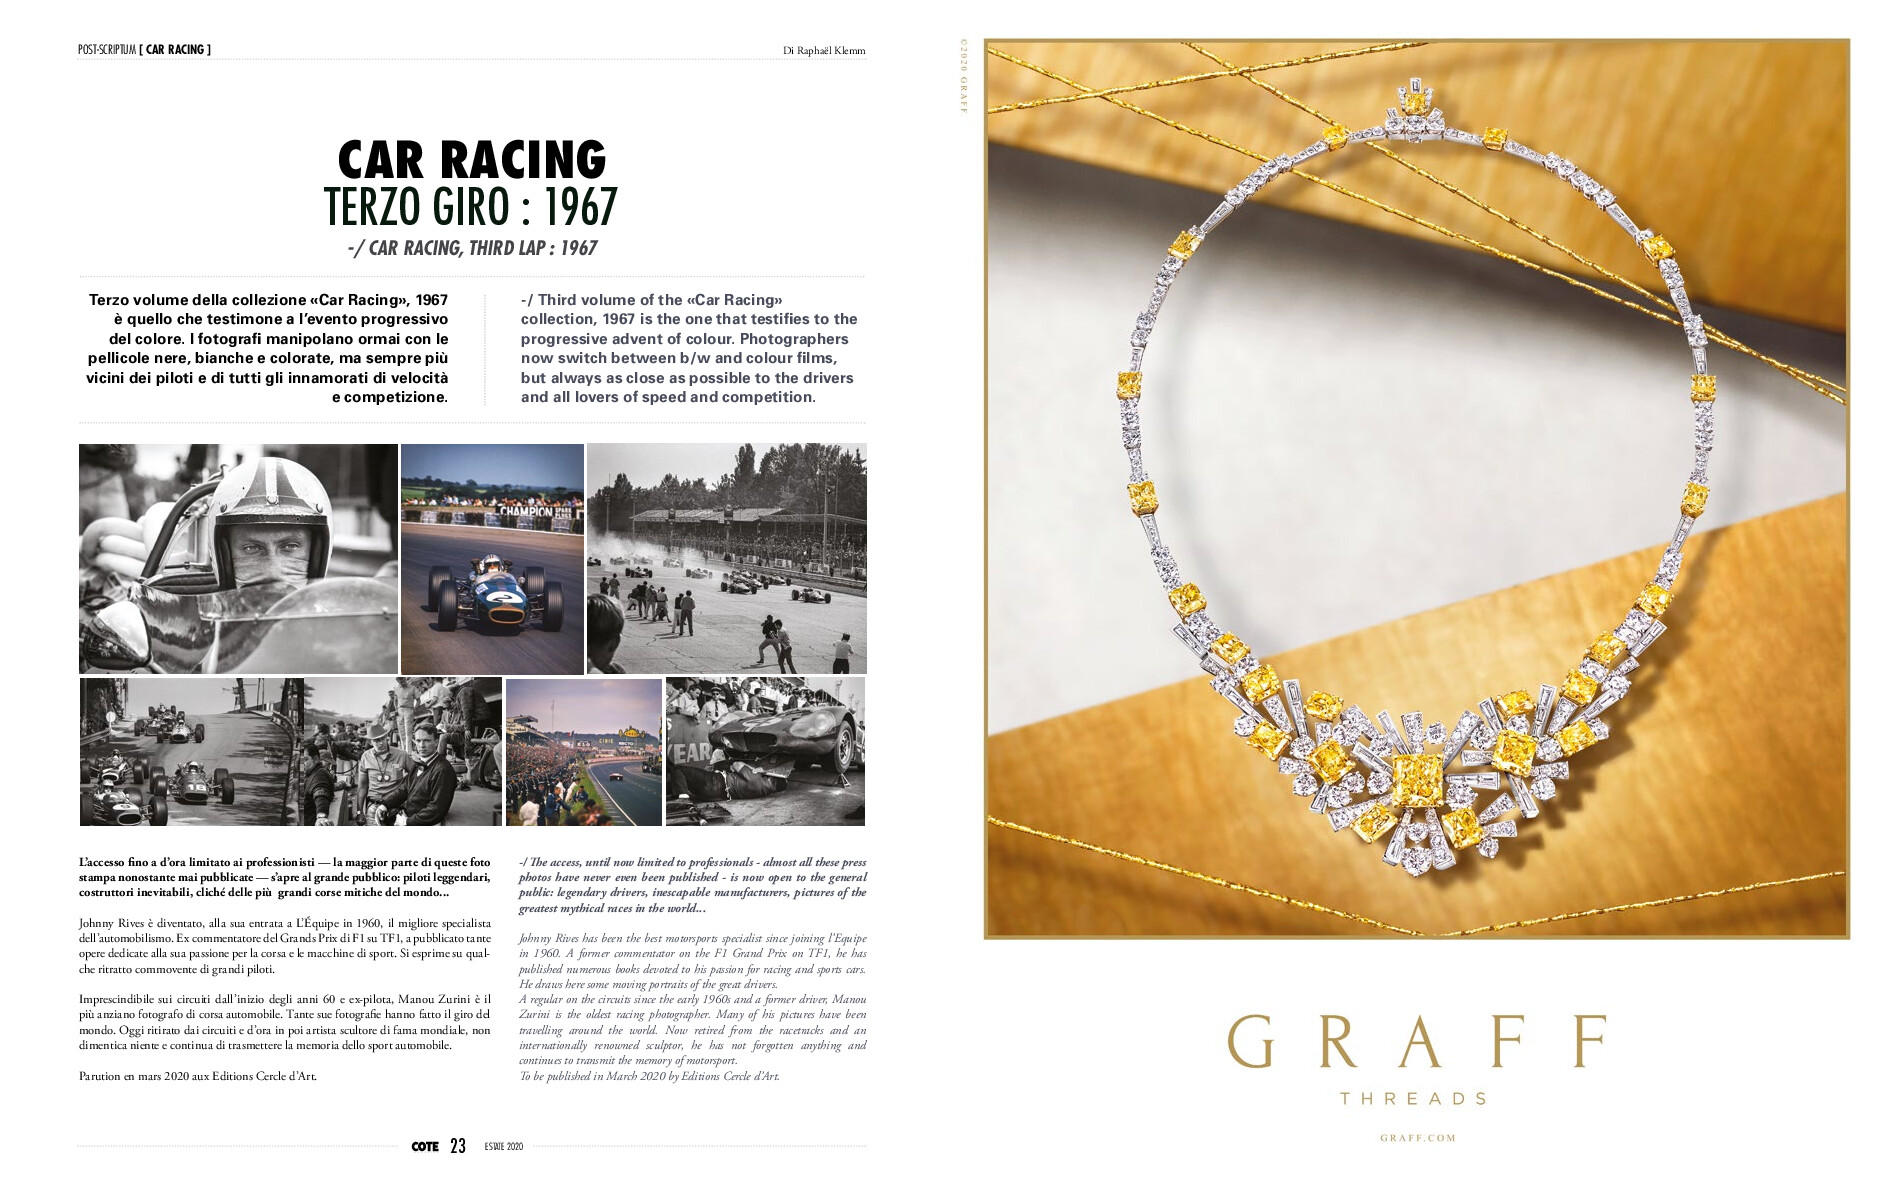 POST-SCRIPTUM [ CAR RACING ]
Di Raphaël Klemm
CAR RACING
TERZO GIRO : 1967
-/ CAR RACING, THIRD LAP : 1967
Terzo volume della collezione «Car Racing», 1967
è quello che testimone a l'evento progressivo
del colore. I fotografi manipolano ormai con le
pellicole nere, bianche e colorate, ma sempre più
vicini dei piloti e di tutti gli innamorati di velocità
e competizione.
-/ Third volume of the «Car Racing»
collection, 1967 is the one that testifies to the
progressive advent of colour. Photographers
now switch between b/w and colour films,
but always as close as possible to the drivers
and all lovers of speed and competition.
CHAMPION
YEAR
L'accesso fino a d'ora limitato ai professionisti — la maggior parte di queste foto
stampa nonostante mai pubblicate — s'apre al grande pubblico: piloti leggendari,
costruttori inevitabili, cliché delle più grandi corse mitiche del mondo...
Johnny Rives è diventato, alla sua entrata a L'Équipe in 1960, il migliore specialista
dell'automobilismo. Ex commentatore del Grands Prix di F1 su TF1, a pubblicato tante
opere dedicate alla sua passione per la corsa e le macchine di sport. Si esprime su qual-
che ritratto commovente di grandi piloti.
Imprescindibile sui circuiti dall'inizio degli anni 60 e ex-pilota, Manou Zurini è il
più anziano fotografo di corsa automobile. Tante sue fotografie hanno fatto il giro del
mondo. Oggi ritirato dai circuiti e d'ora in poi artista scultore di fama mondiale, non
dimentica niente e continua di trasmettere la memoria dello sport automobile.
Parution en mars 2020 aux Editions Cercle d'Art.
-/ The access, until now limited to professionals - almost all these press
photos have never even been published - is now open to the general
public: legendary drivers, inescapable manufacturers, pictures of the
greatest mythical races in the world...
Johnny Rives has been the best motorsports specialist since joining l'Equipe
in 1960. A former commentator on the F1 Grand Prix on TF1, he has
published numerous books devoted to his passion for racing and sports cars.
He draws here some moving portraits of the great drivers.
A regular on the circuits since the early 1960s and a former driver, Manou
Zurini is the oldest racing photographer. Many of his pictures have been
travelling around the world. Now retired from the racetracks and an
internationally renowned sculptor, he has not forgotten anything and
continues to transmit the memory of motorsport.
To be published in March 2020 by Editions Cercle d'Art.
COTE 23 ESTATE 2020
©2020 GRAFF
GRAFF
THREADS
GRAFF.COM